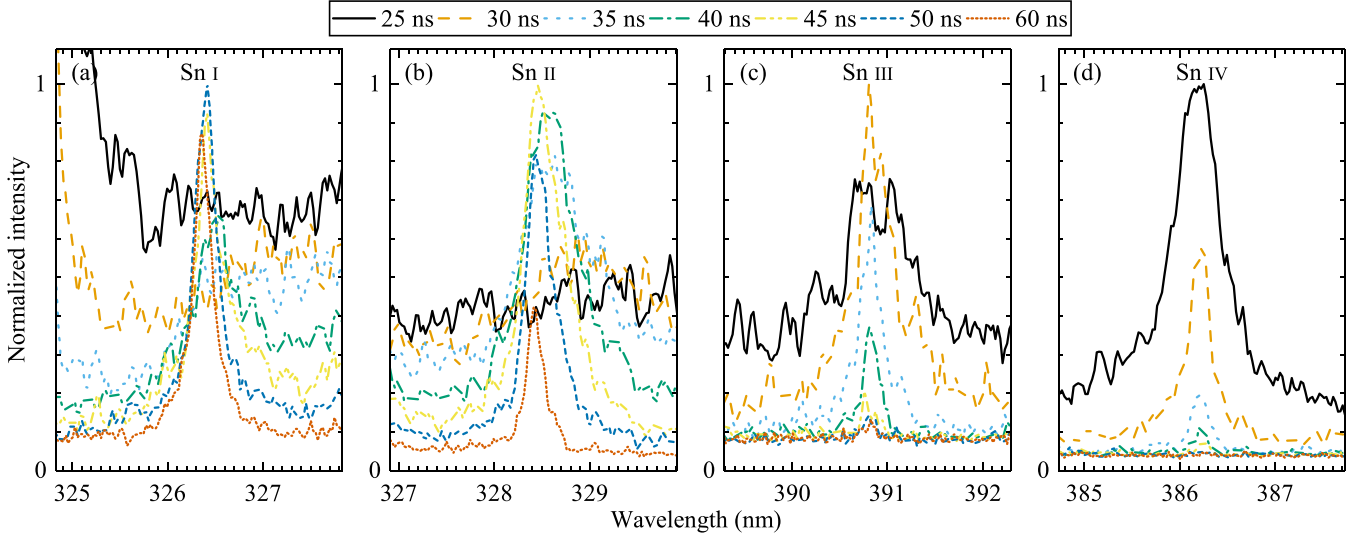 25 ns 30 ns 35 ns 40 ns 45 ns 50 ns 60 ns
(a) Sn I
(b) Sn II
(c) Sn III
(d) Sn IV
1 1 1 1
Normalized intensity
0 0 0 0
325 326 327
327 328 329
390 391 392
385 386 387
Wavelength (nm)